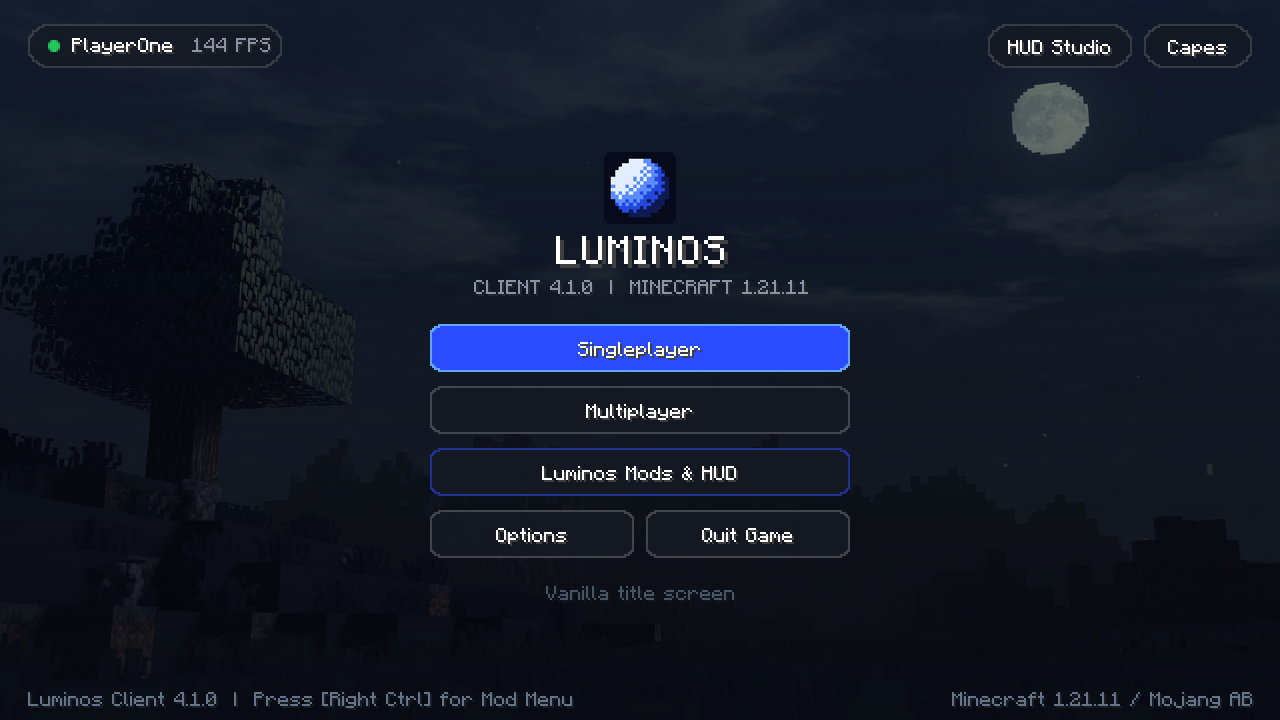 PlayerOne 144 FPS
HUD Studio
Capes
LUMINOS
CLIENT 4.1.0 | MINECRAFT 1.21.11
Singleplayer
Multiplayer
Luminos Mods & HUD
Options
Quit Game
Vanilla title screen
Luminos Client 4.1.0 | Press [Right Ctrl] for Mod Menu
Minecraft 1.21.11 / Mojang AB